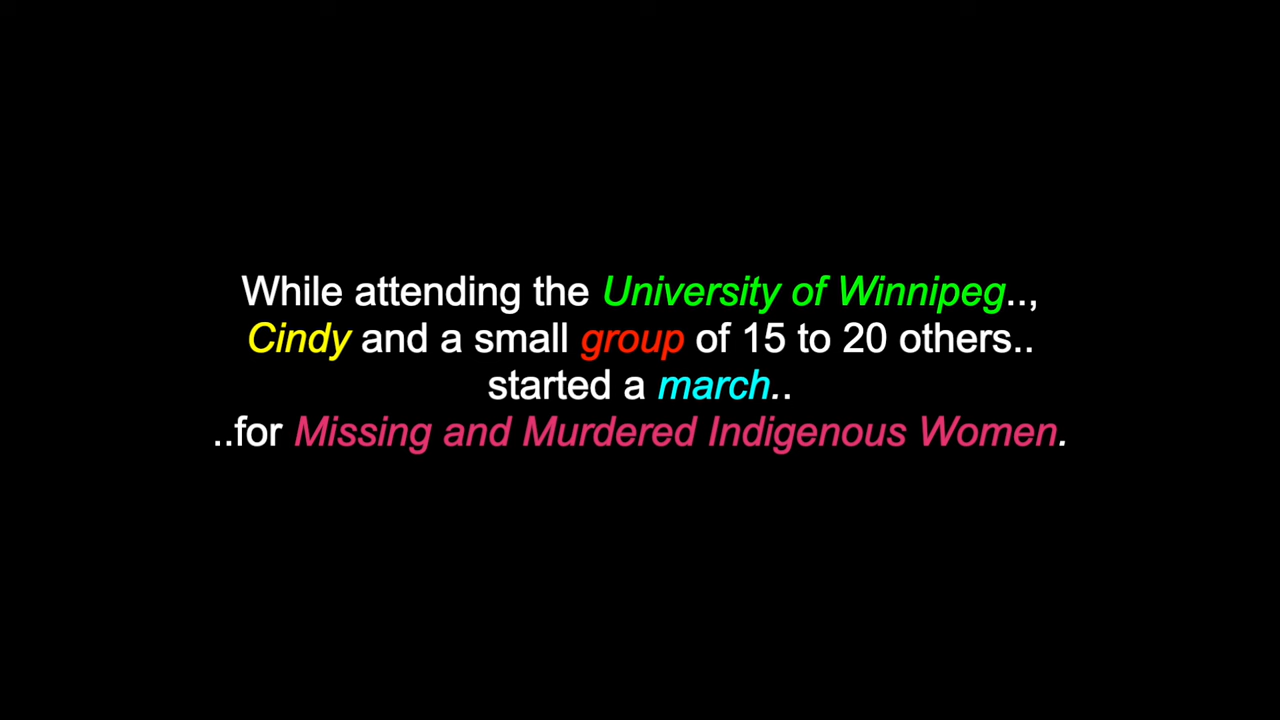 While attending the University of Winnipeg..,
Cindy and a small group of 15 to 20 others..
started a march..
..for Missing and Murdered Indigenous Women.